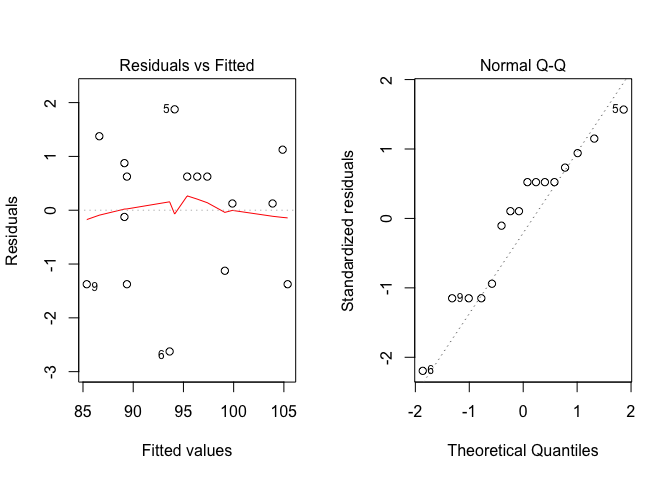 Residuals vs Fitted
Residuals
2
1
0
-1
-2
-3
5
9
6
85 90 95 100 105
Fitted values
Normal Q-Q
Standardized residuals
2
1
0
-1
-2
5
9
6
-2 -1 0 1 2
Theoretical Quantiles